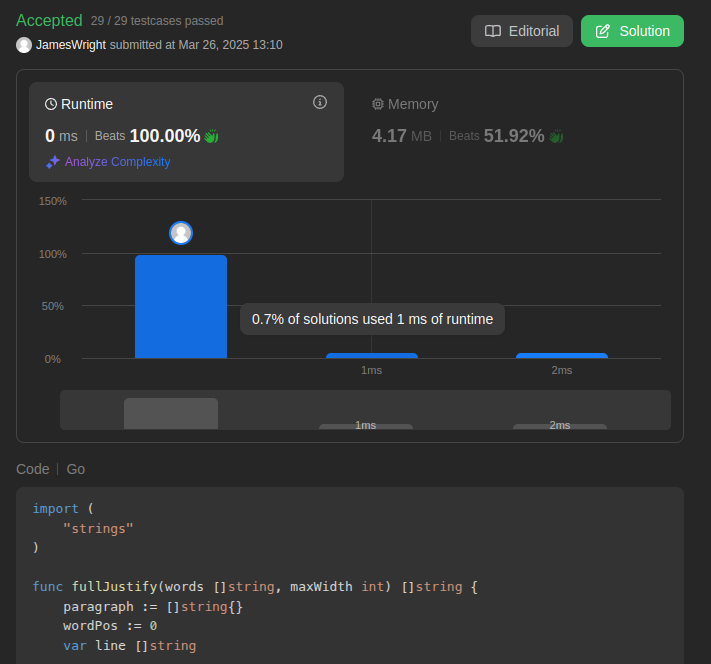 Accepted 29 / 29 testcases passed
JamesWright submitted at Mar 26, 2025 13:10
Editorial
Solution
Runtime
0 ms | Beats 100.00%
Analyze Complexity
Memory
4.17 MB | Beats 51.92%
150%
100%
50%
0%
0.7% of solutions used 1 ms of runtime
1ms 2ms
1ms 2ms
Code | Go
import (
    "strings"
)
func fullJustify(words []string, maxWidth int) []string {
    paragraph := []string{}
    wordPos := 0
    var line []string